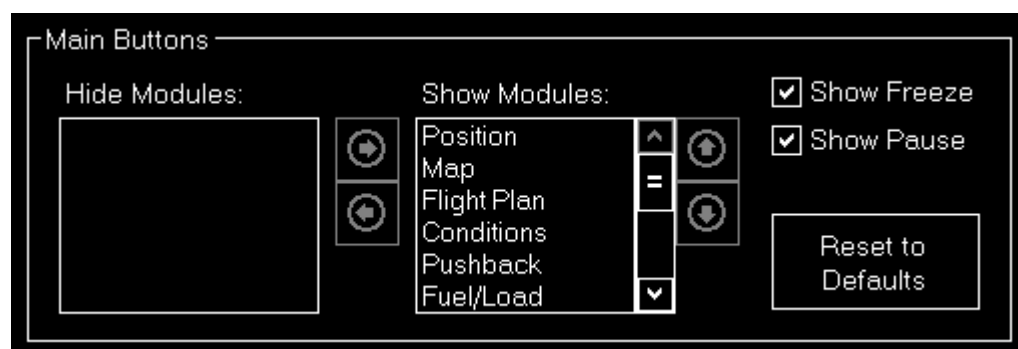 Main Buttons
Hide Modules:
Show Modules:
Position
Map
Flight Plan
Conditions
Pushback
Fuel/Load
Show Freeze
Show Pause
Reset to
Defaults